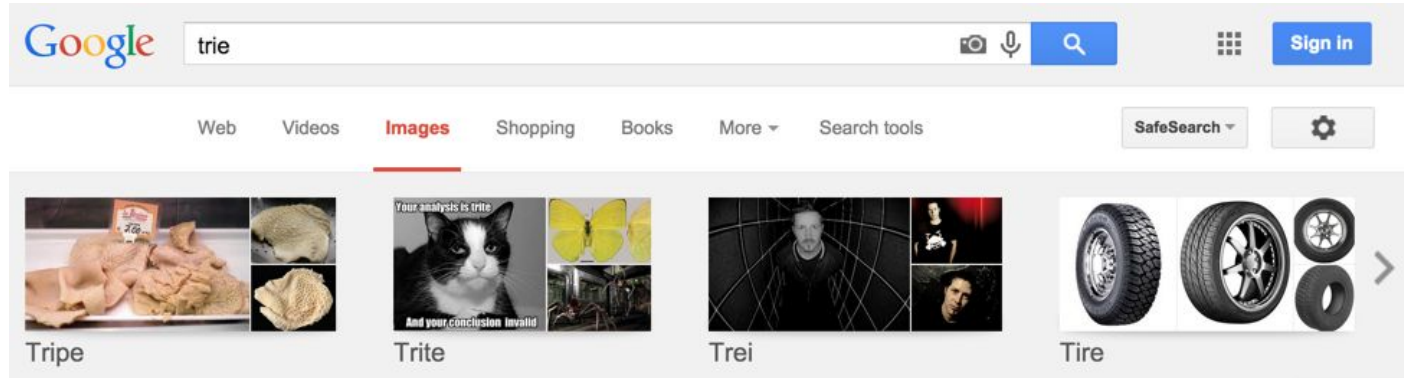 Google
trie
Sign in
Web Videos Images Shopping Books More Search tools
SafeSearch
Your analysis is trite
And your conclusion invalid
Tripe Trite Trei Tire